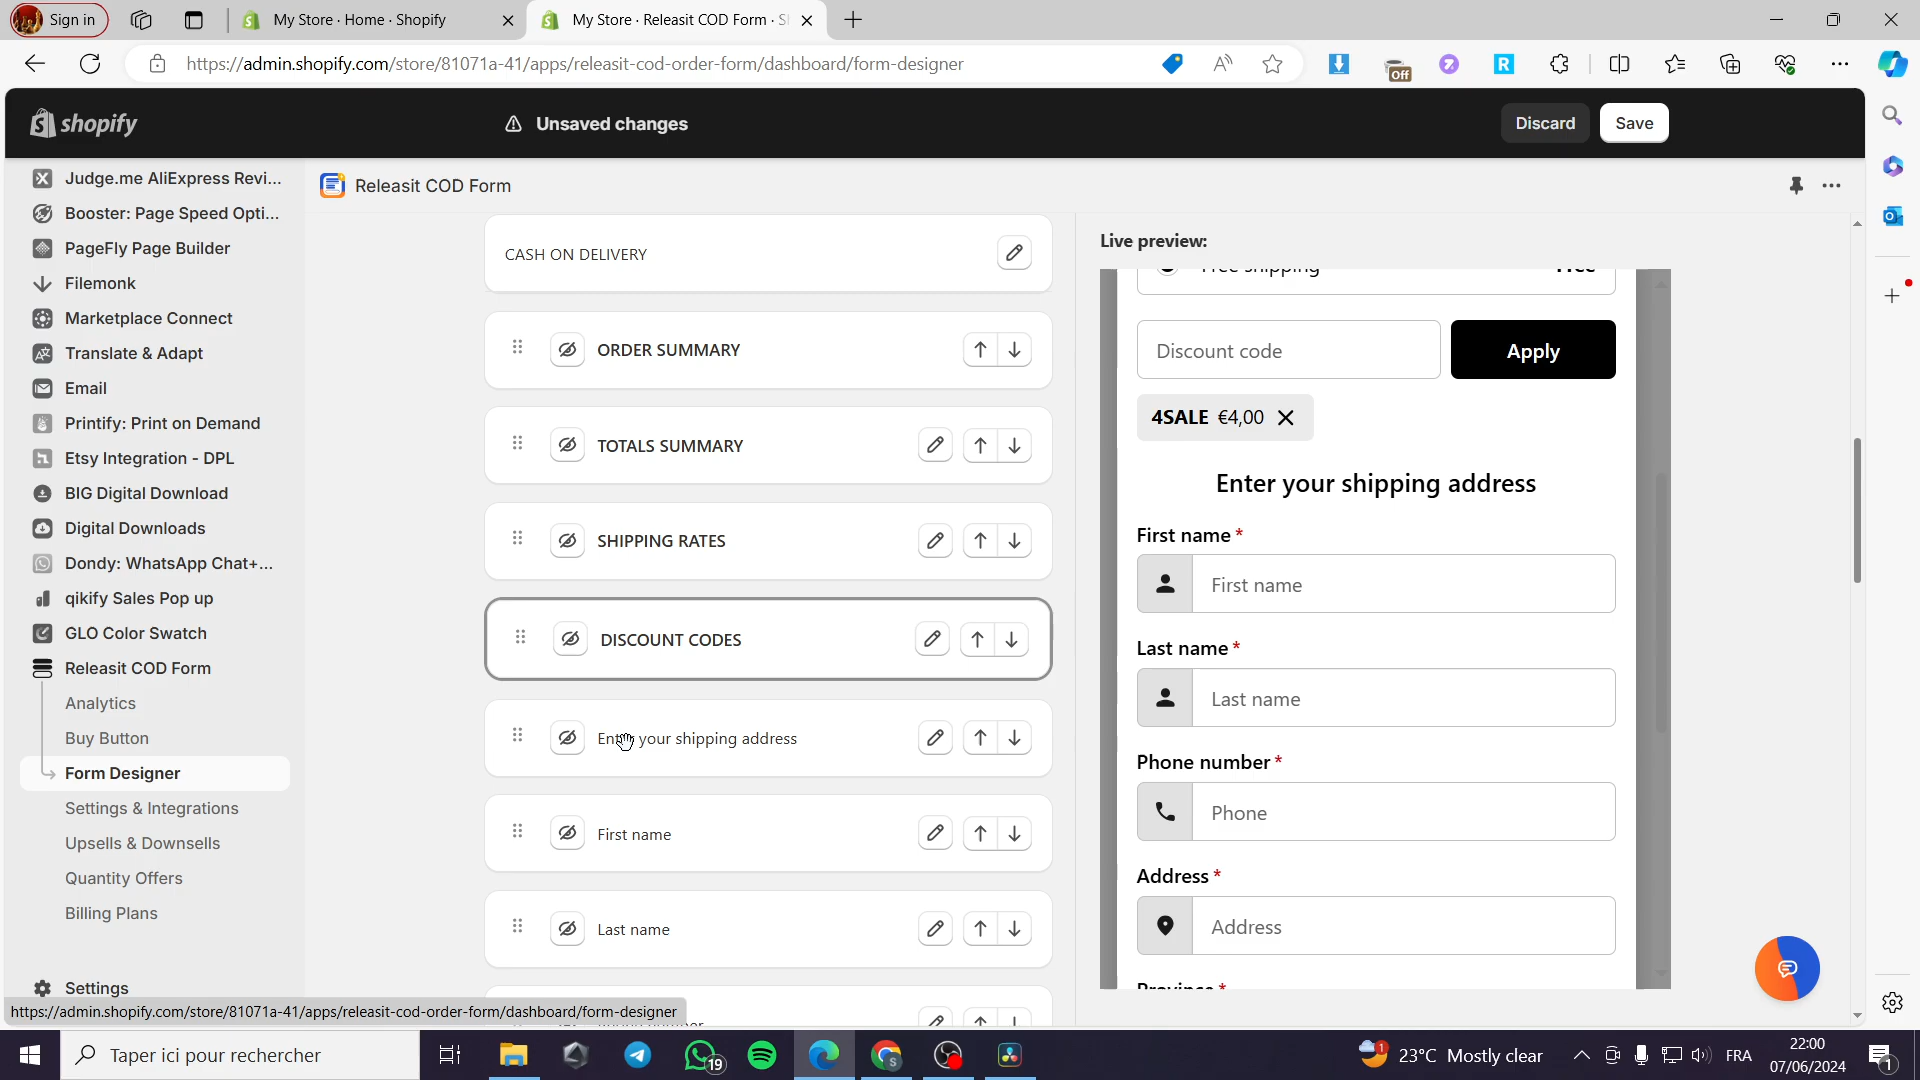 Sign in
My Store · Home · Shopify
My Store · Releasit COD Form · S
https://admin.shopify.com/store/81071a-41/apps/releasit-cod-order-form/dashboard/form-designer
Off
shopify
Unsaved changes
Discard
Save
Judge.me AliExpress Revi...
Booster: Page Speed Opti...
PageFly Page Builder
Filemonk
Marketplace Connect
Translate & Adapt
Email
Printify: Print on Demand
Etsy Integration - DPL
BIG Digital Download
Digital Downloads
Dondy: WhatsApp Chat+...
qikify Sales Pop up
GLO Color Swatch
Releasit COD Form
Analytics
Buy Button
Form Designer
Settings & Integrations
Upsells & Downsells
Quantity Offers
Billing Plans
Settings
https://admin.shopify.com/store/81071a-41/apps/releasit-cod-order-form/dashboard/form-designer
Releasit COD Form
CASH ON DELIVERY
ORDER SUMMARY
TOTALS SUMMARY
SHIPPING RATES
DISCOUNT CODES
Enter your shipping address
First name
Last name
Live preview:
Free shipping
Free
Discount code
Apply
4SALE €4,00
Enter your shipping address
First name *
First name
Last name *
Last name
Phone number *
Phone
Address *
Address
Province *
Taper ici pour rechercher
19
1
23°C Mostly clear
FRA
22:00
07/06/2024
1